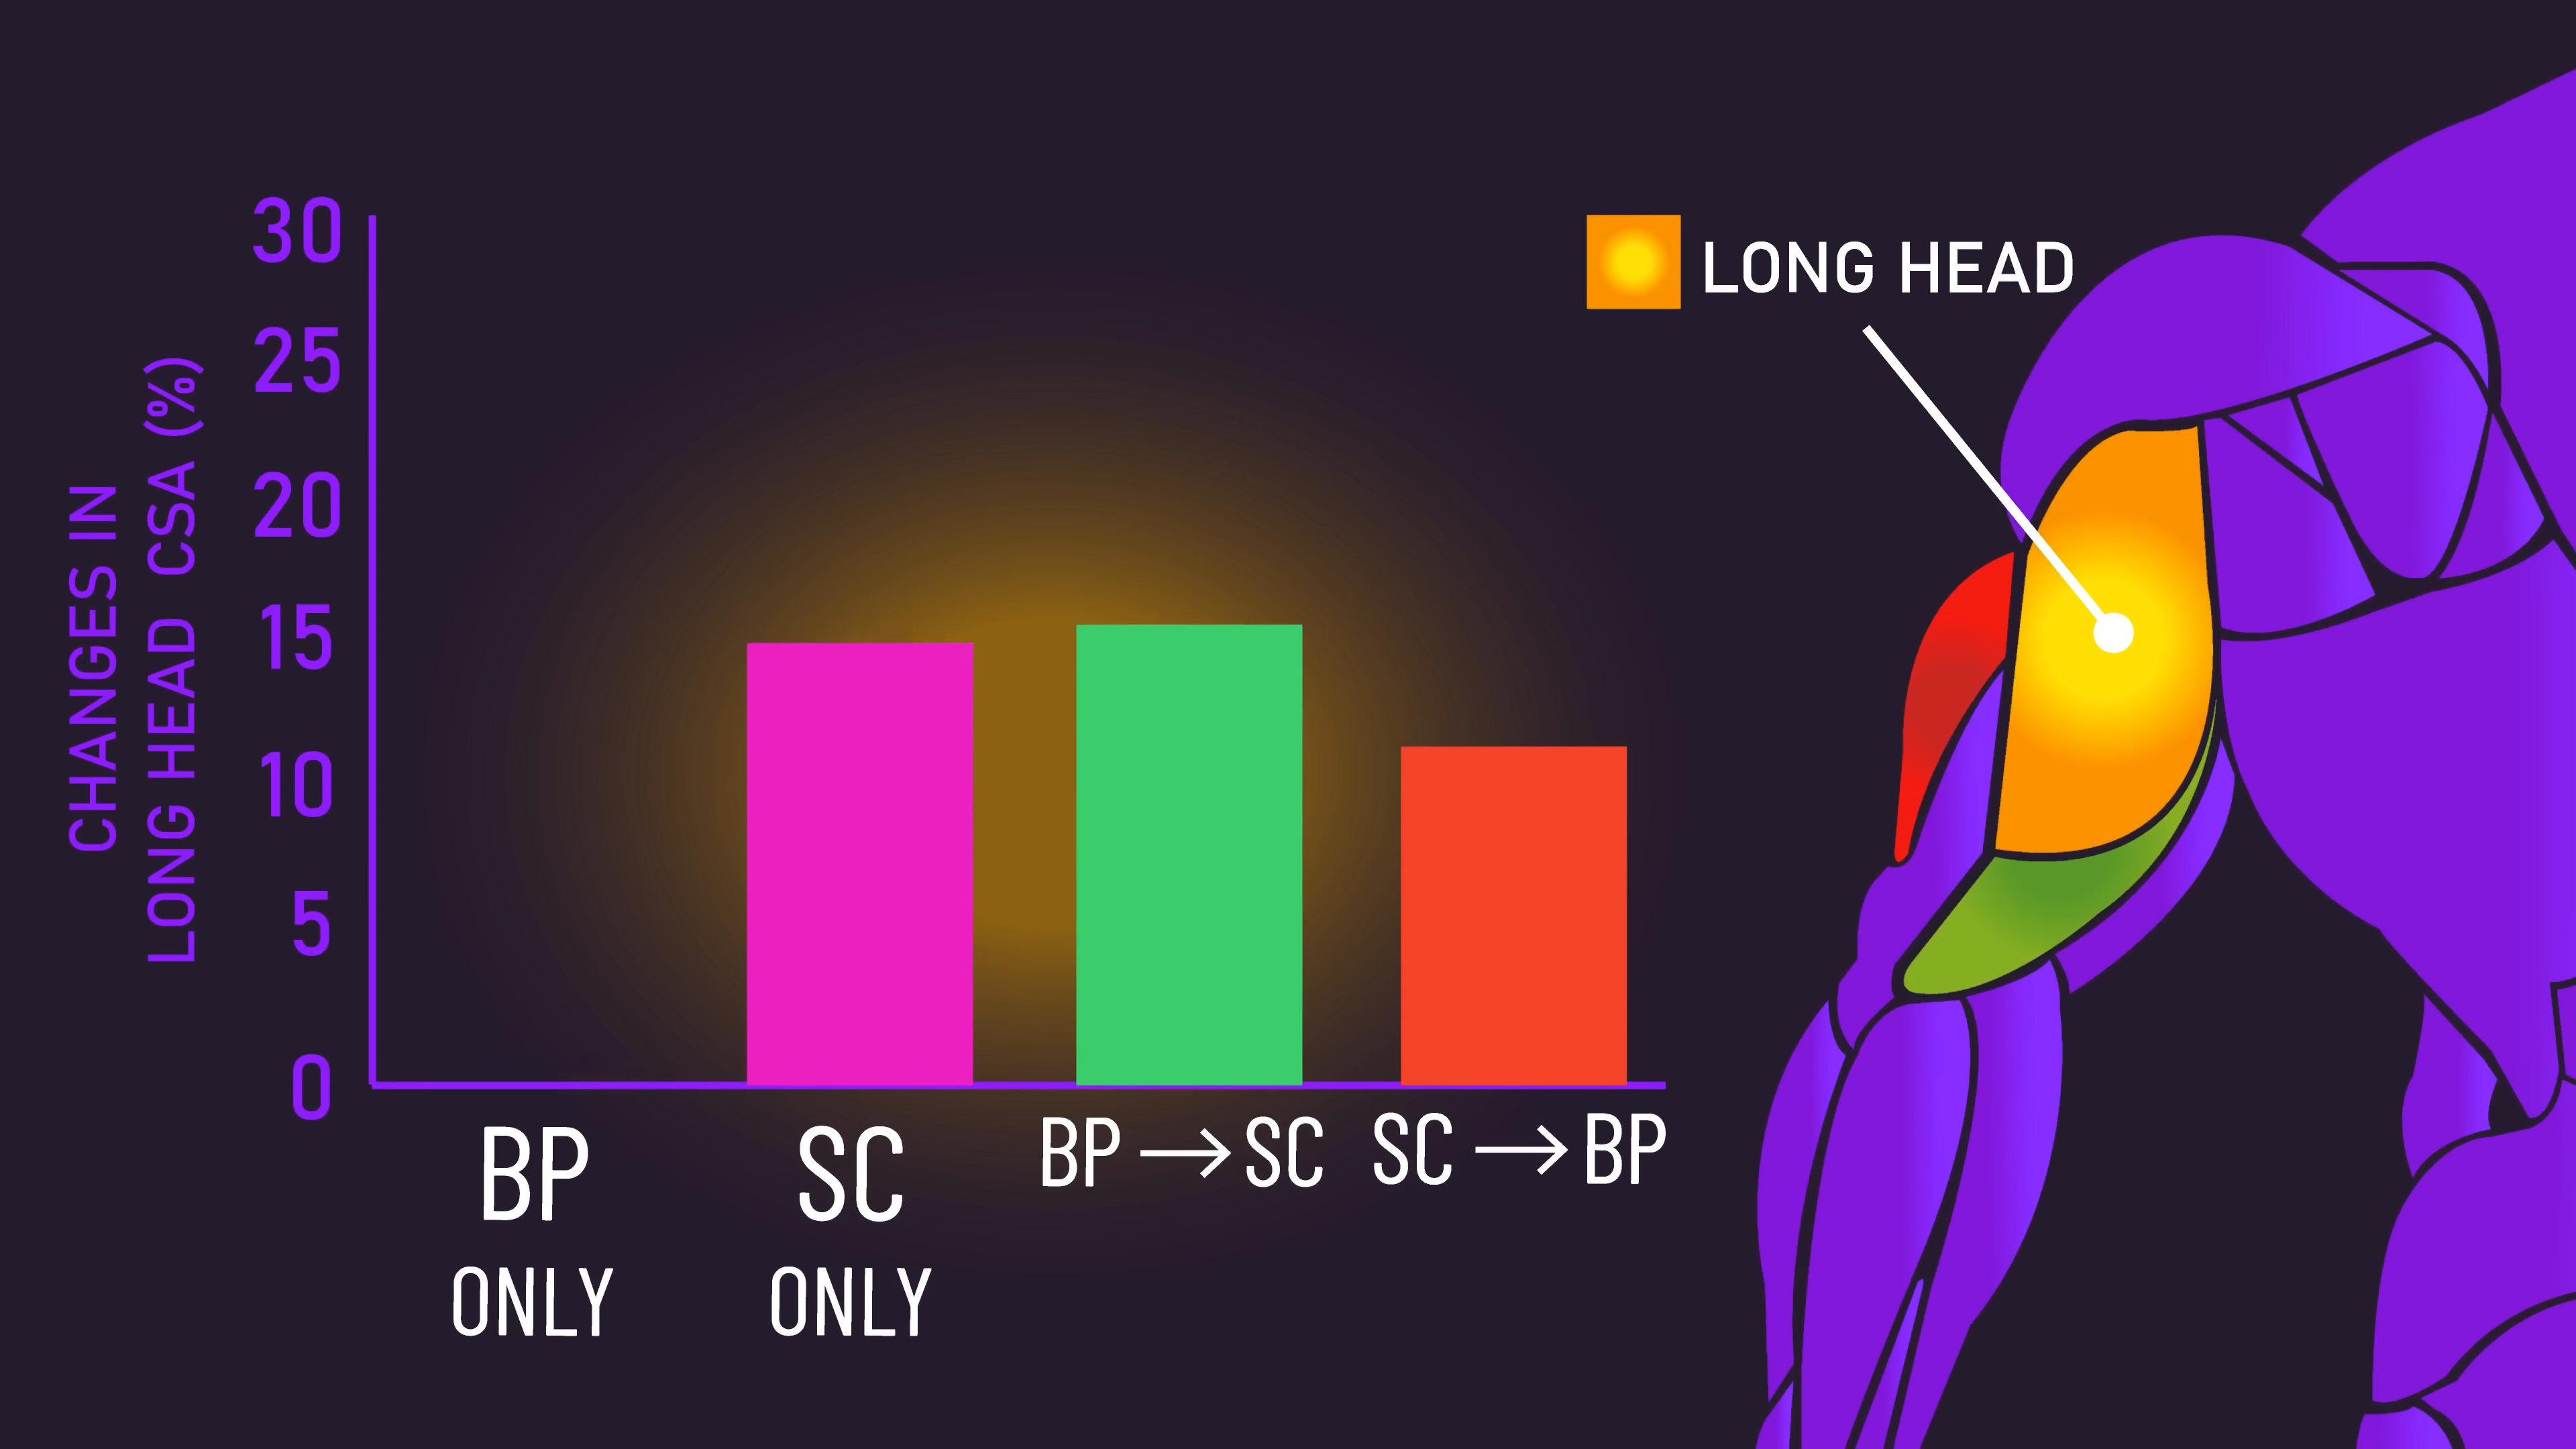 CHANGES IN
LONG HEAD CSA (%)
30
25
20
15
10
5
0
BP
ONLY
SC
ONLY
BP → SC
SC → BP
LONG HEAD